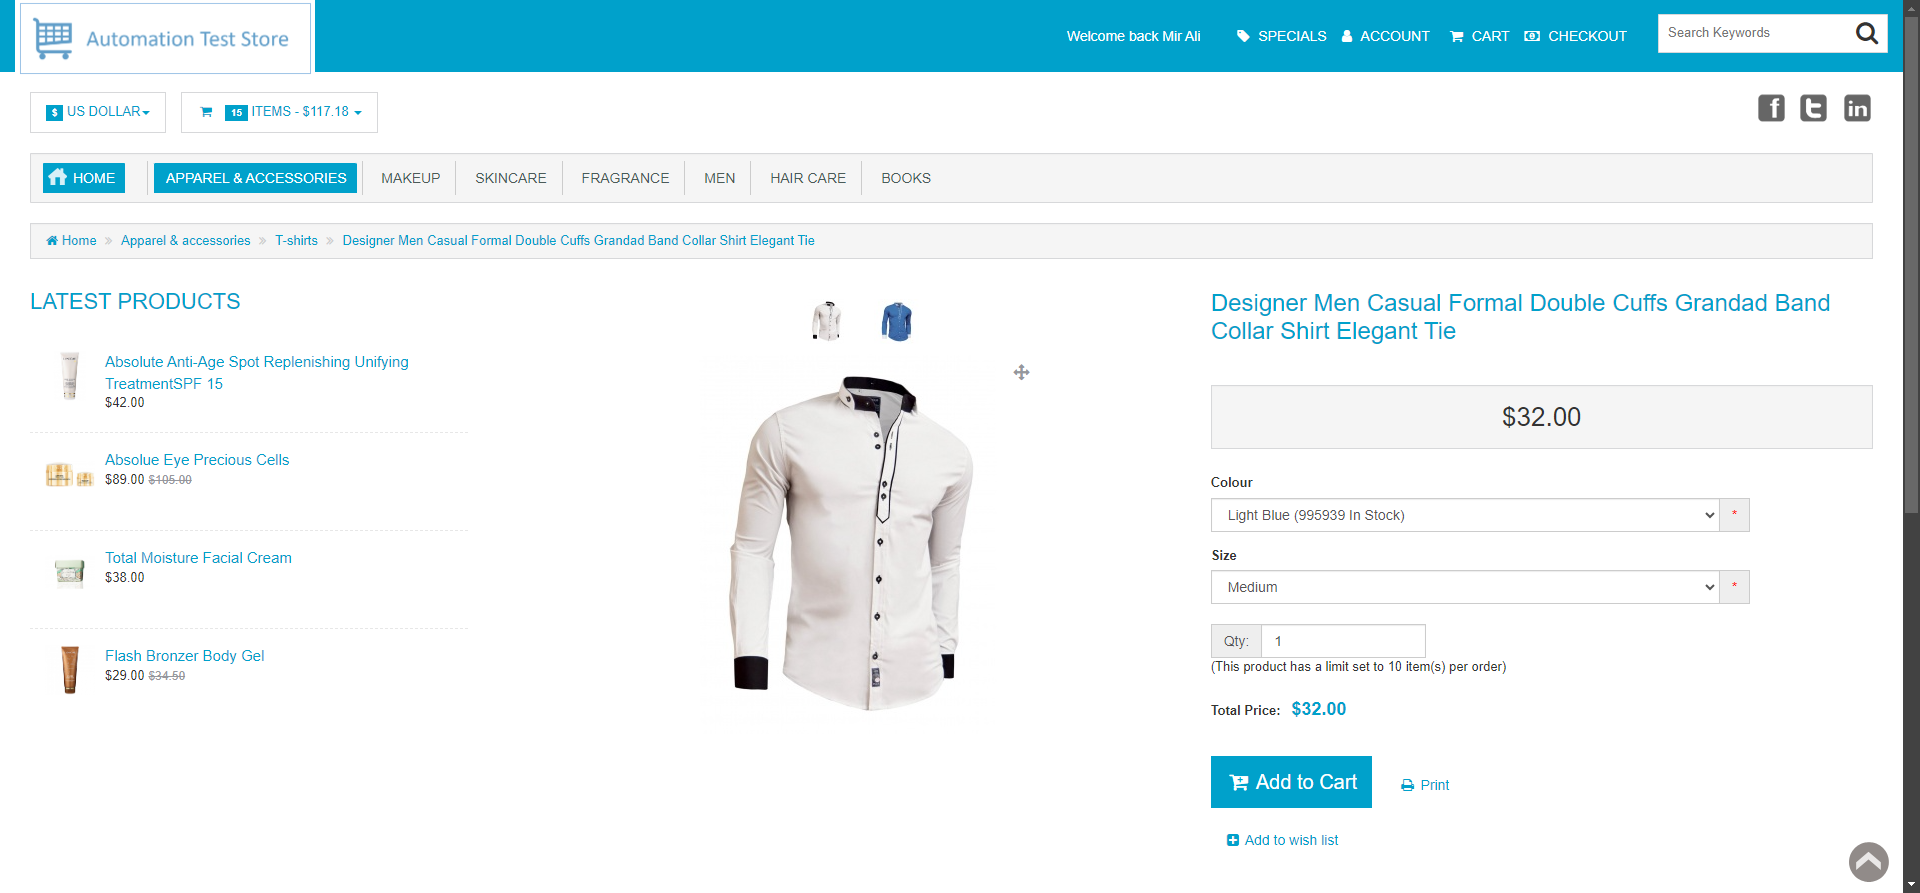 Automation Test Store
Welcome back Mir Ali
SPECIALS
ACCOUNT
CART
CHECKOUT
Search Keywords
$ US DOLLAR
15 ITEMS - $117.18
HOME
APPAREL & ACCESSORIES
MAKEUP
SKINCARE
FRAGRANCE
MEN
HAIR CARE
BOOKS
Home » Apparel & accessories » T-shirts » Designer Men Casual Formal Double Cuffs Grandad Band Collar Shirt Elegant Tie
LATEST PRODUCTS
Absolute Anti-Age Spot Replenishing Unifying
TreatmentSPF 15
$42.00
Absolue Eye Precious Cells
$89.00 $105.00
Total Moisture Facial Cream
$38.00
Flash Bronzer Body Gel
$29.00 $34.50
Designer Men Casual Formal Double Cuffs Grandad Band
Collar Shirt Elegant Tie
$32.00
Colour
Light Blue (995939 In Stock) *
Size
Medium *
Qty: 1
(This product has a limit set to 10 item(s) per order)
Total Price: $32.00
Add to Cart
Print
Add to wish list